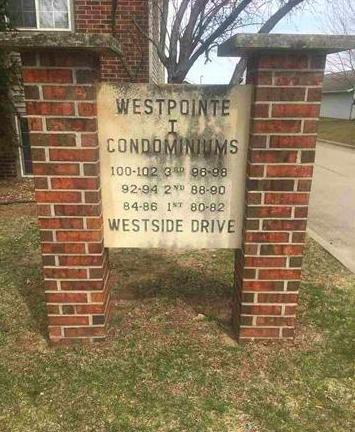 WESTPOINTE
I
CONDOMINIUMS
100-102 3RD 96-98
92-94 2ND 88-90
84-86 1ST 80-82
WESTSIDE DRIVE